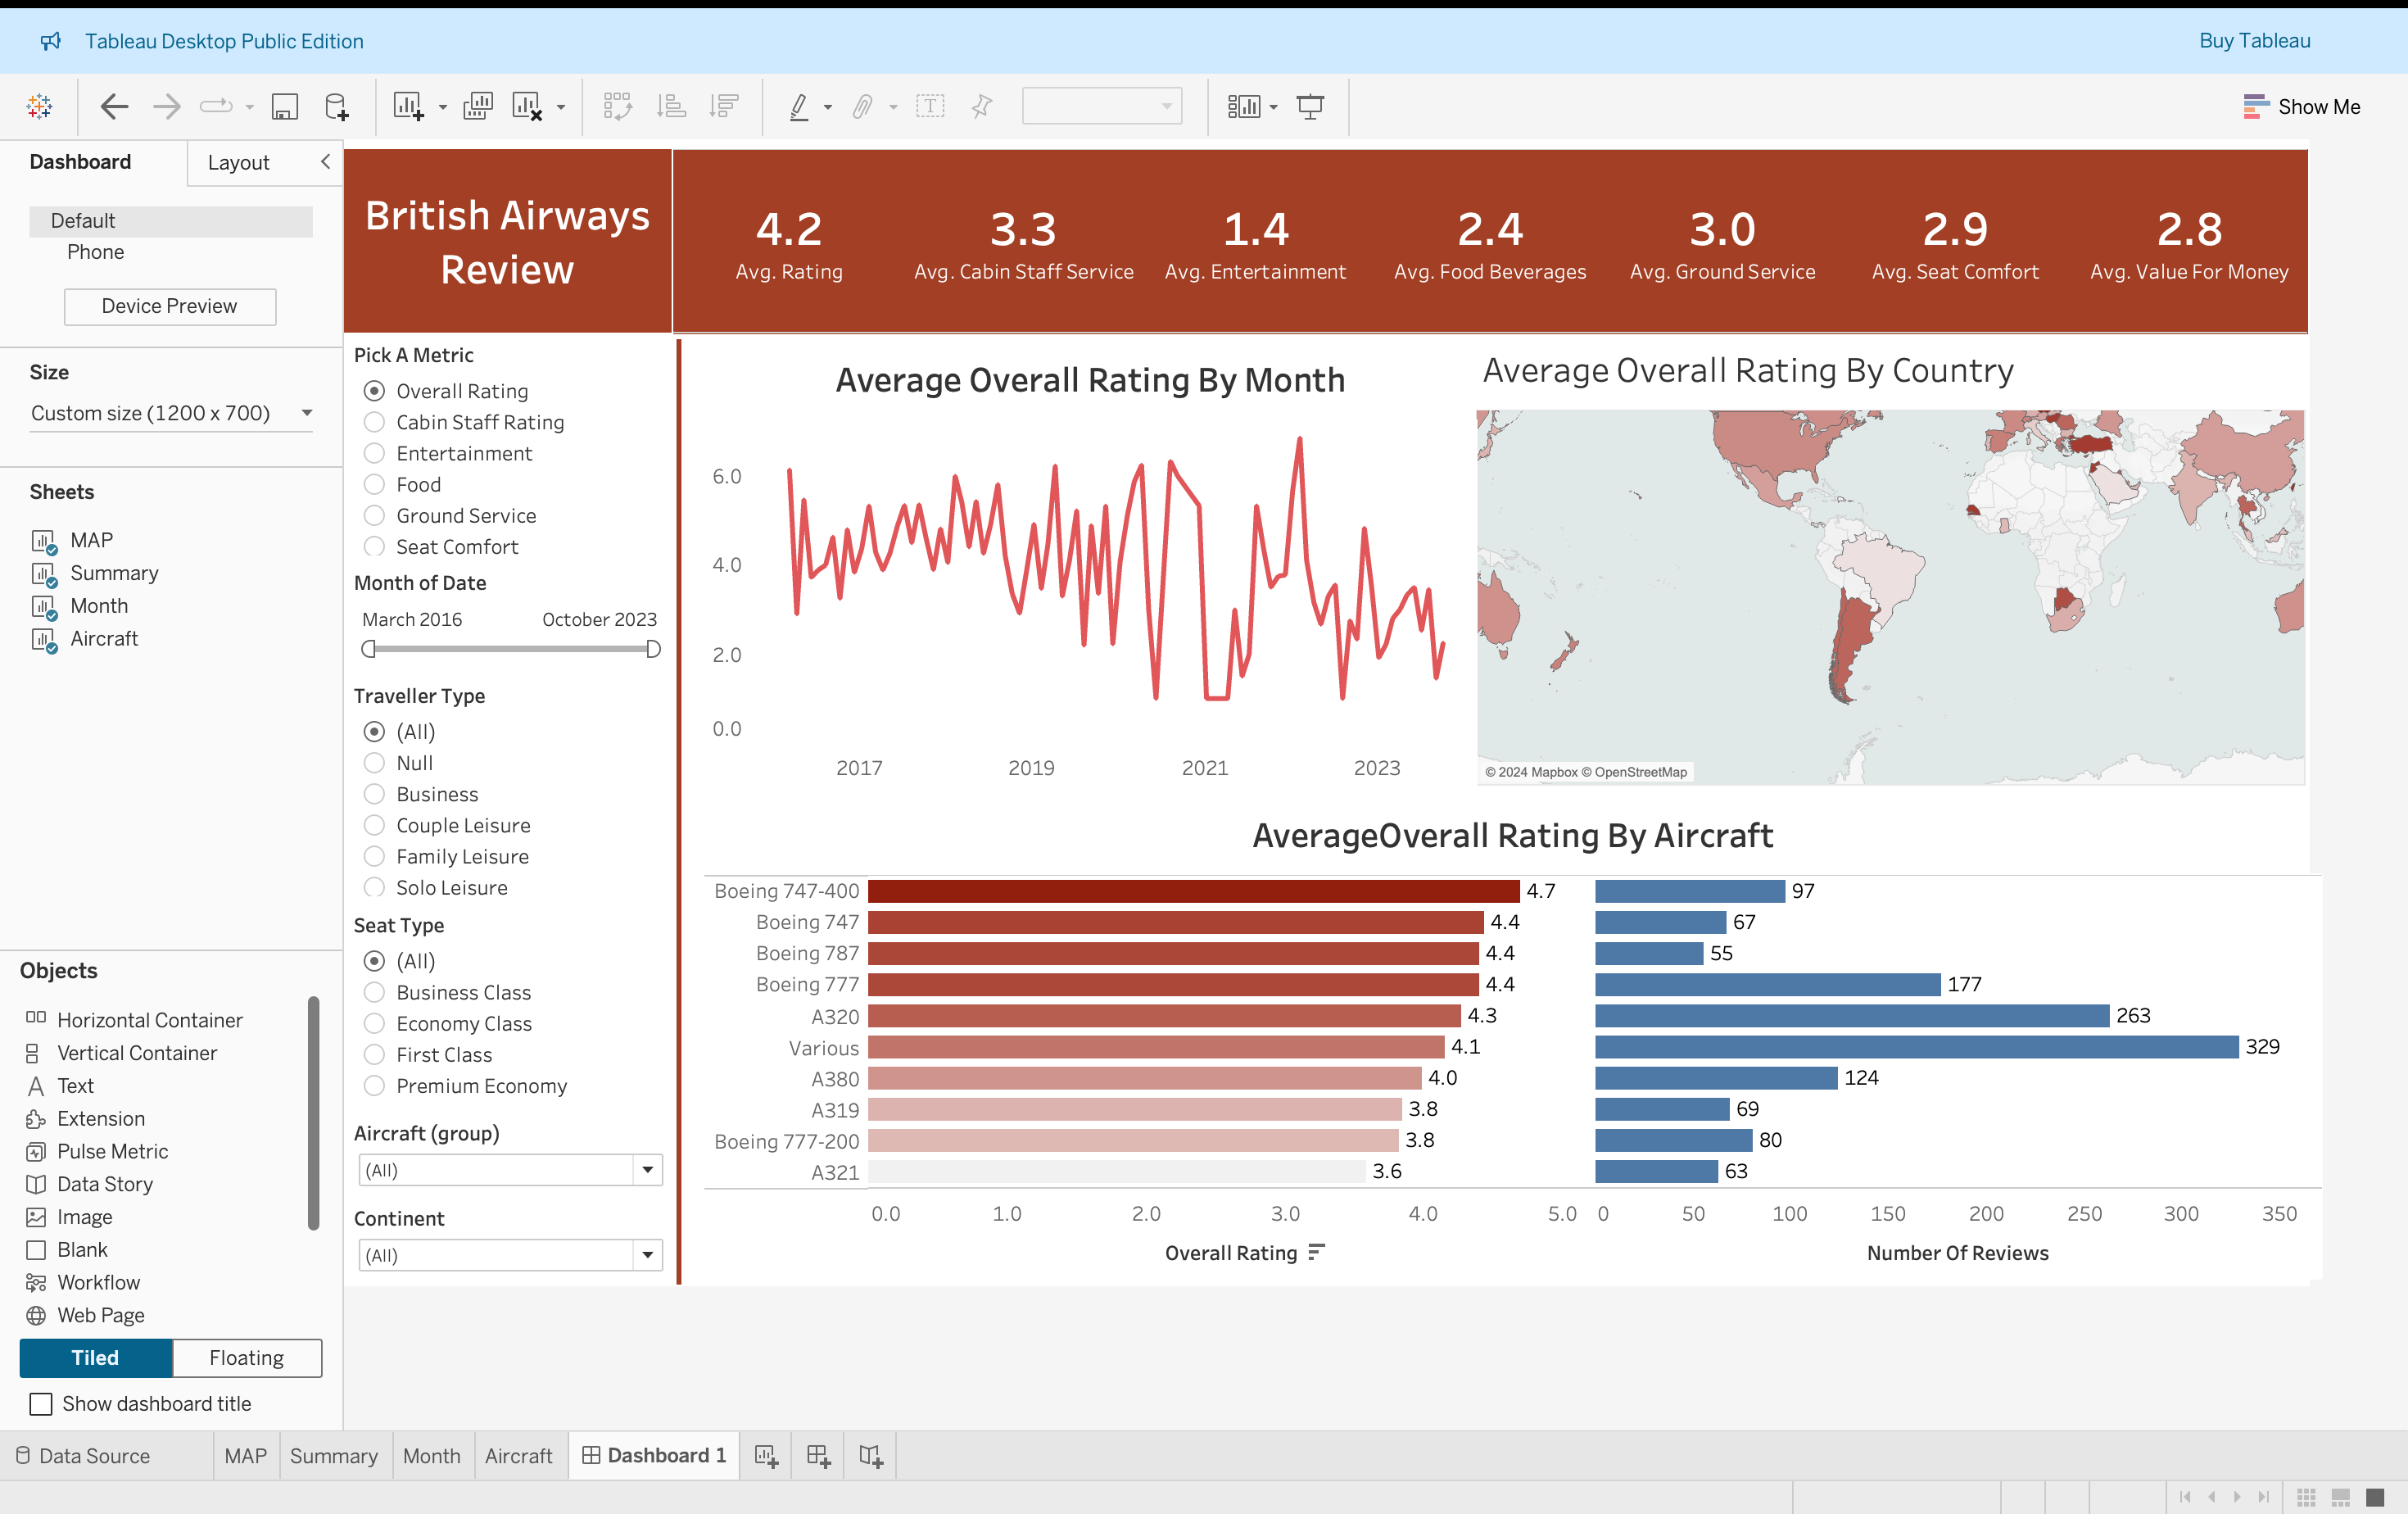 Tableau Desktop Public Edition
Buy Tableau
Show Me
Dashboard
Layout
Default
Phone
Device Preview
Size
Custom size (1200 x 700)
Sheets
MAP
Summary
Month
Aircraft
Objects
Horizontal Container
Vertical Container
Text
Extension
Pulse Metric
Data Story
Image
Blank
Workflow
Web Page
Tiled
Floating
Show dashboard title
British Airways
Review
4.2
Avg. Rating
3.3
Avg. Cabin Staff Service
1.4
Avg. Entertainment
2.4
Avg. Food Beverages
3.0
Avg. Ground Service
2.9
Avg. Seat Comfort
2.8
Avg. Value For Money
Pick A Metric
Overall Rating
Cabin Staff Rating
Entertainment
Food
Ground Service
Seat Comfort
Month of Date
March 2016
October 2023
Traveller Type
(All)
Null
Business
Couple Leisure
Family Leisure
Solo Leisure
Seat Type
(All)
Business Class
Economy Class
First Class
Premium Economy
Aircraft (group)
(All)
Continent
(All)
Average Overall Rating By Month
6.0
4.0
2.0
0.0
2017 2019 2021 2023
Average Overall Rating By Country
© 2024 Mapbox © OpenStreetMap
AverageOverall Rating By Aircraft
Boeing 747-400 4.7 97
Boeing 747 4.4 67
Boeing 787 4.4 55
Boeing 777 4.4 177
A320 4.3 263
Various 4.1 329
A380 4.0 124
A319 3.8 69
Boeing 777-200 3.8 80
A321 3.6 63
0.0 1.0 2.0 3.0 4.0 5.0 0 50 100 150 200 250 300 350
Overall Rating
Number Of Reviews
Data Source
MAP
Summary
Month
Aircraft
Dashboard 1